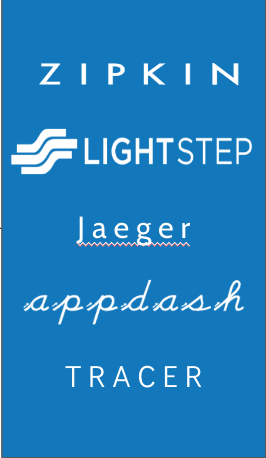 ZIPKIN
LIGHTSTEP
Jaeger
appdash
TRACER